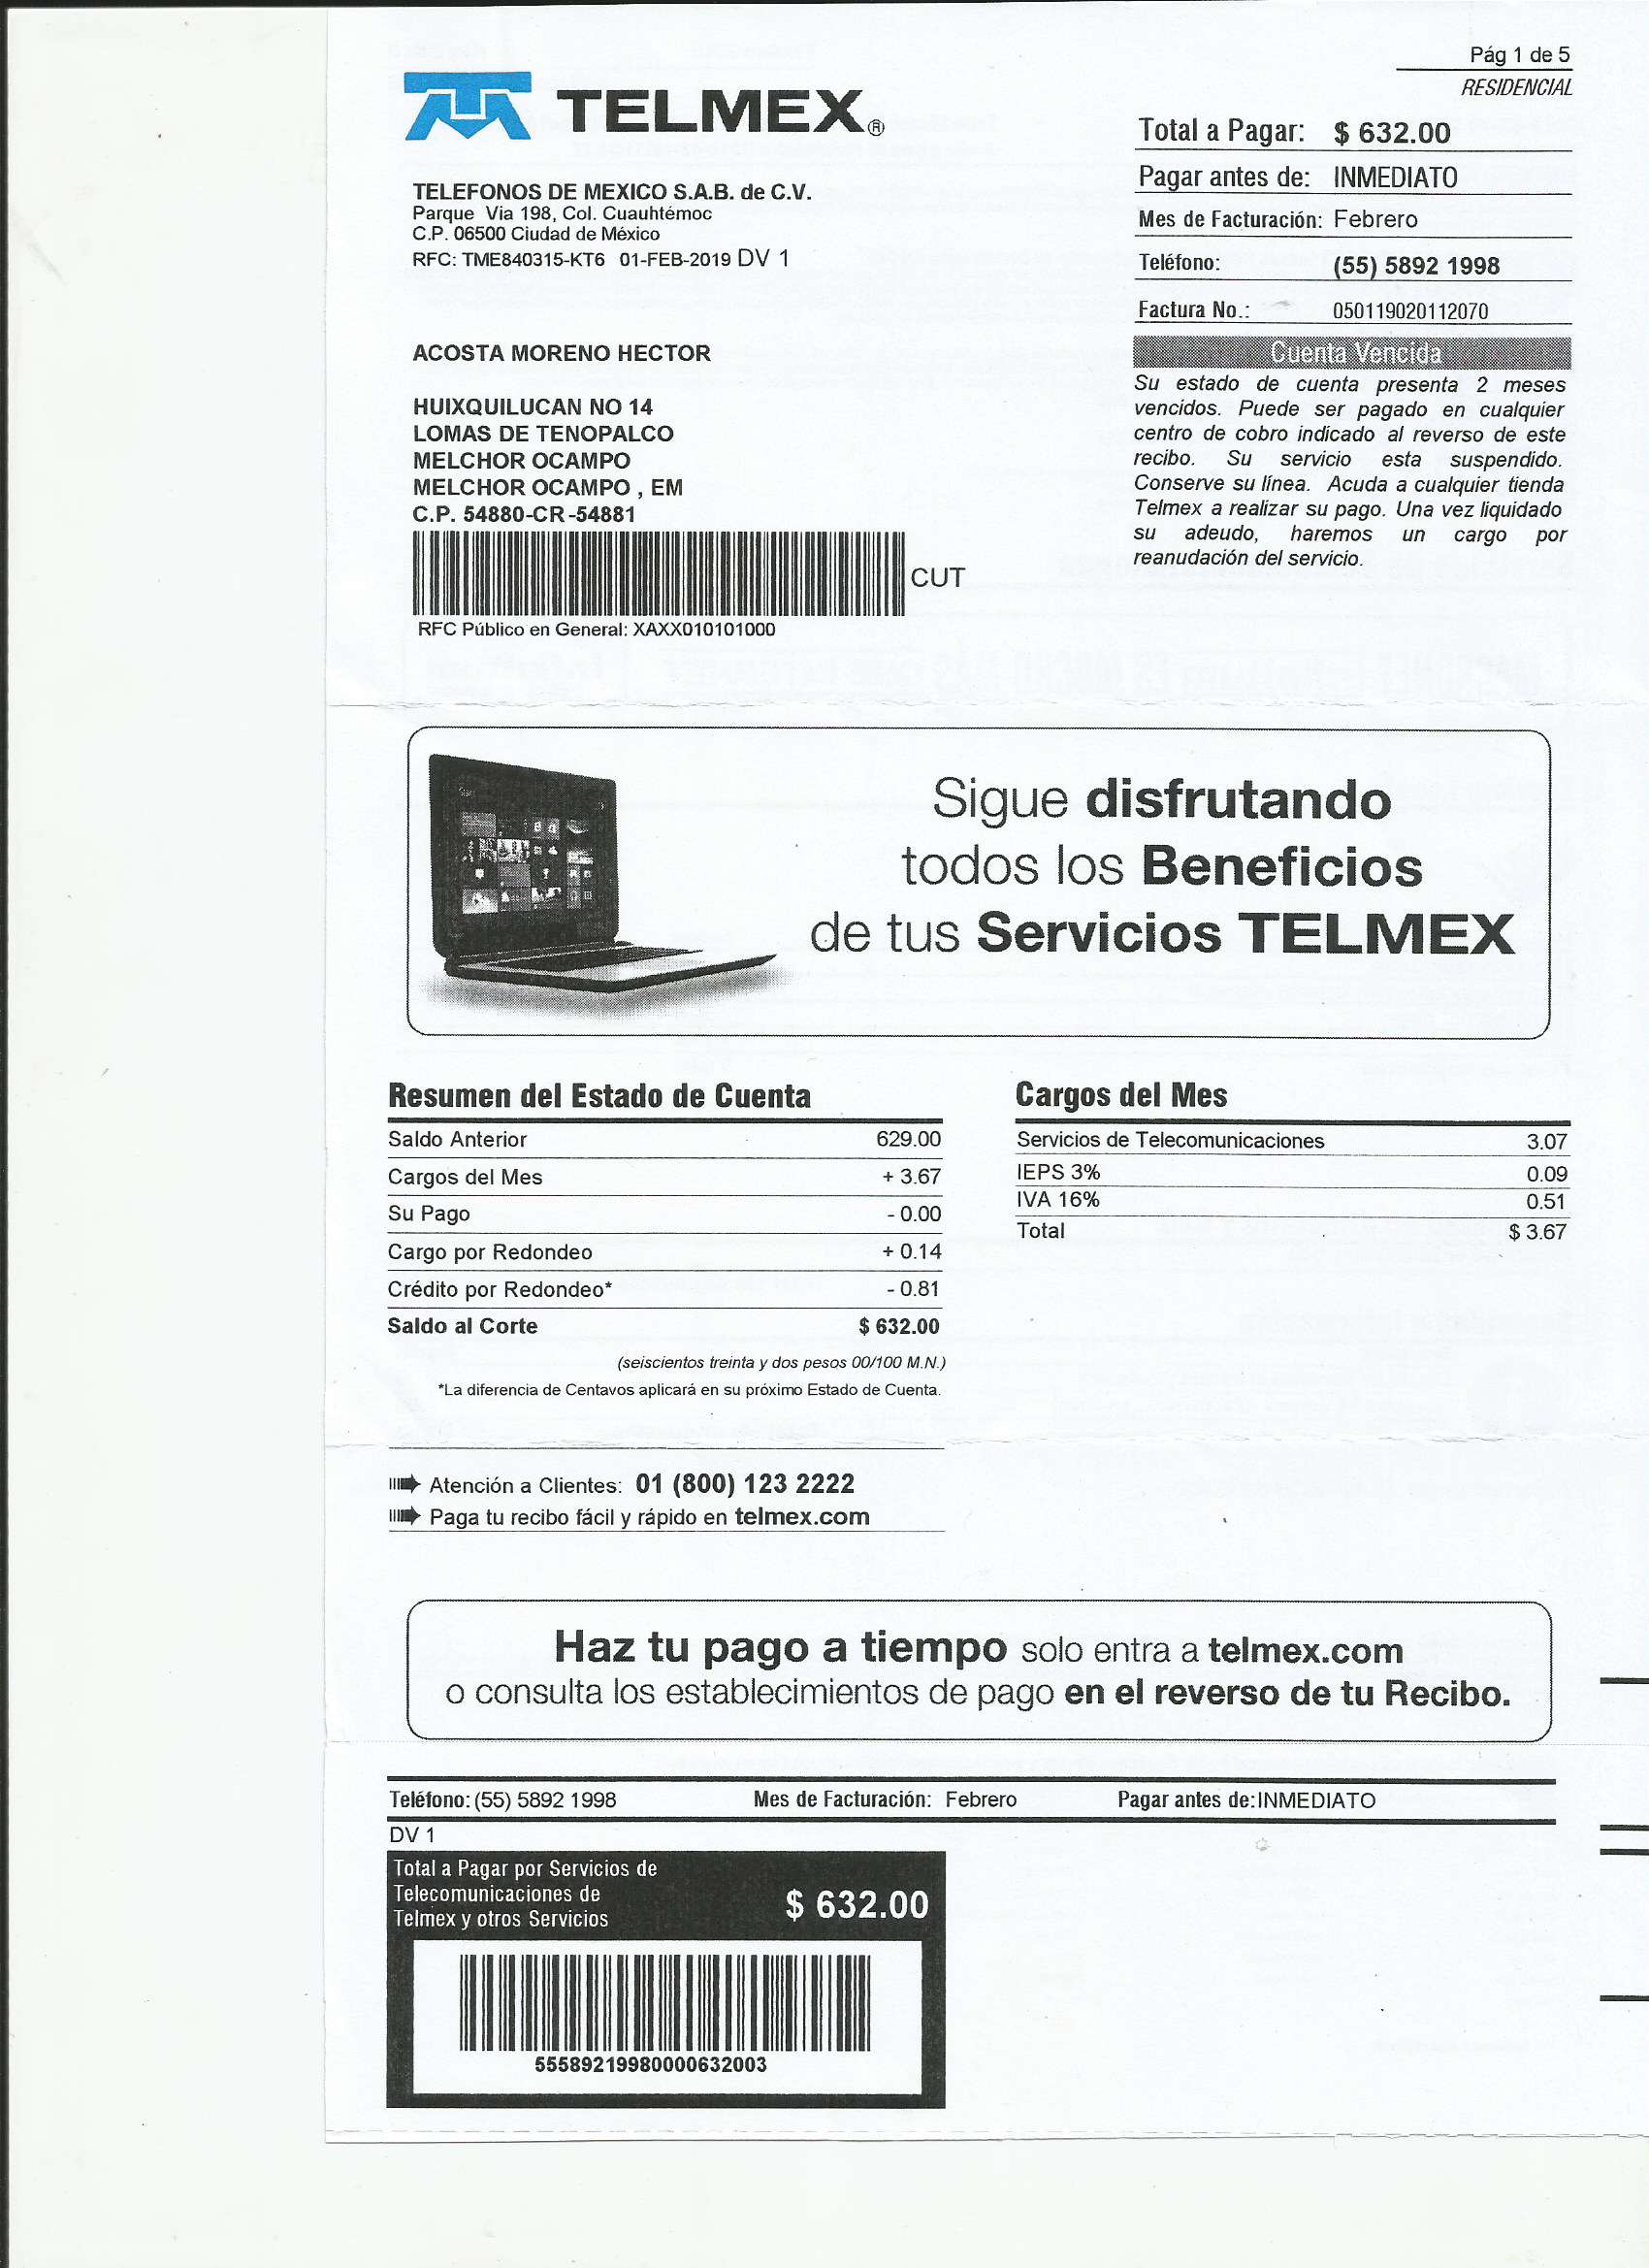 Pág 1 de 5
RESIDENCIAL
TELMEX®
TELEFONOS DE MEXICO S.A.B. de C.V.
Parque Via 198, Col. Cuauhtémoc
C.P. 06500 Ciudad de México
RFC: TME840315-KT6 01-FEB-2019 DV 1
Total a Pagar: $ 632.00
Pagar antes de: INMEDIATO
Mes de Facturación: Febrero
Teléfono: (55) 5892 1998
Factura No.: 050119020112070
Cuenta Vencida
Su estado de cuenta presenta 2 meses
vencidos. Puede ser pagado en cualquier
centro de cobro indicado al reverso de este
recibo. Su servicio esta suspendido.
Conserve su línea. Acuda a cualquier tienda
Telmex a realizar su pago. Una vez liquidado
su adeudo, haremos un cargo por
reanudación del servicio.
ACOSTA MORENO HECTOR
HUIXQUILUCAN NO 14
LOMAS DE TENOPALCO
MELCHOR OCAMPO
MELCHOR OCAMPO , EM
C.P. 54880-CR -54881
CUT
RFC Público en General: XAXX010101000
Sigue disfrutando
todos los Beneficios
de tus Servicios TELMEX
Resumen del Estado de Cuenta
Saldo Anterior 629.00
Cargos del Mes + 3.67
Su Pago - 0.00
Cargo por Redondeo + 0.14
Crédito por Redondeo* - 0.81
Saldo al Corte $ 632.00
(seiscientos treinta y dos pesos 00/100 M.N.)
*La diferencia de Centavos aplicará en su próximo Estado de Cuenta.
Cargos del Mes
Servicios de Telecomunicaciones 3.07
IEPS 3% 0.09
IVA 16% 0.51
Total $ 3.67
Atención a Clientes: 01 (800) 123 2222
Paga tu recibo fácil y rápido en telmex.com
Haz tu pago a tiempo solo entra a telmex.com
o consulta los establecimientos de pago en el reverso de tu Recibo.
Teléfono: (55) 5892 1998 Mes de Facturación: Febrero Pagar antes de: INMEDIATO
DV 1
Total a Pagar por Servicios de
Telecomunicaciones de
Telmex y otros Servicios
$ 632.00
55589219980000632003